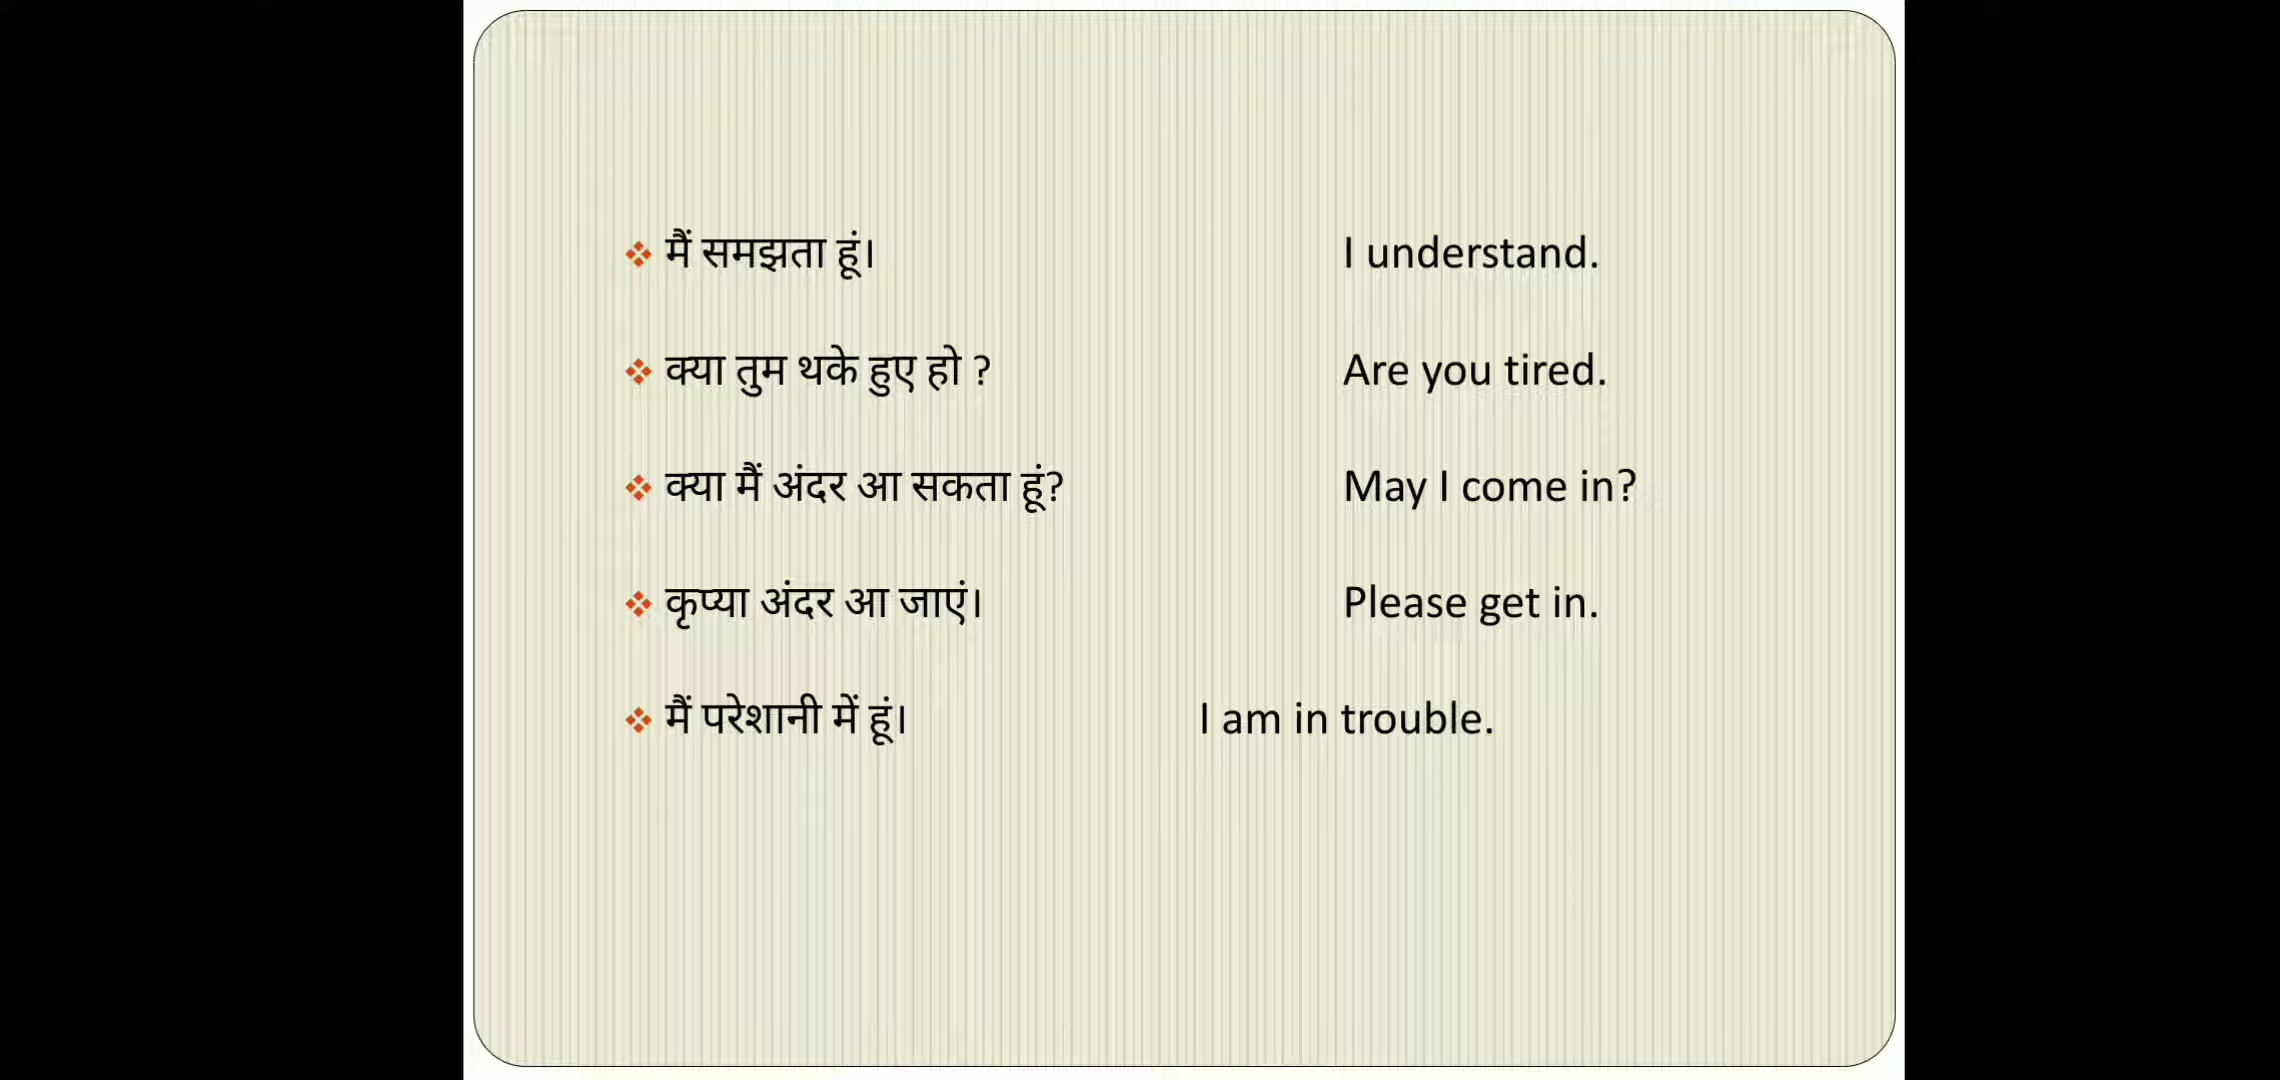 मैं समझता हूं। I understand.
क्या तुम थके हुए हो ? Are you tired.
क्या मैं अंदर आ सकता हूं? May I come in?
कृप्या अंदर आ जाएं। Please get in.
मैं परेशानी में हूं। I am in trouble.